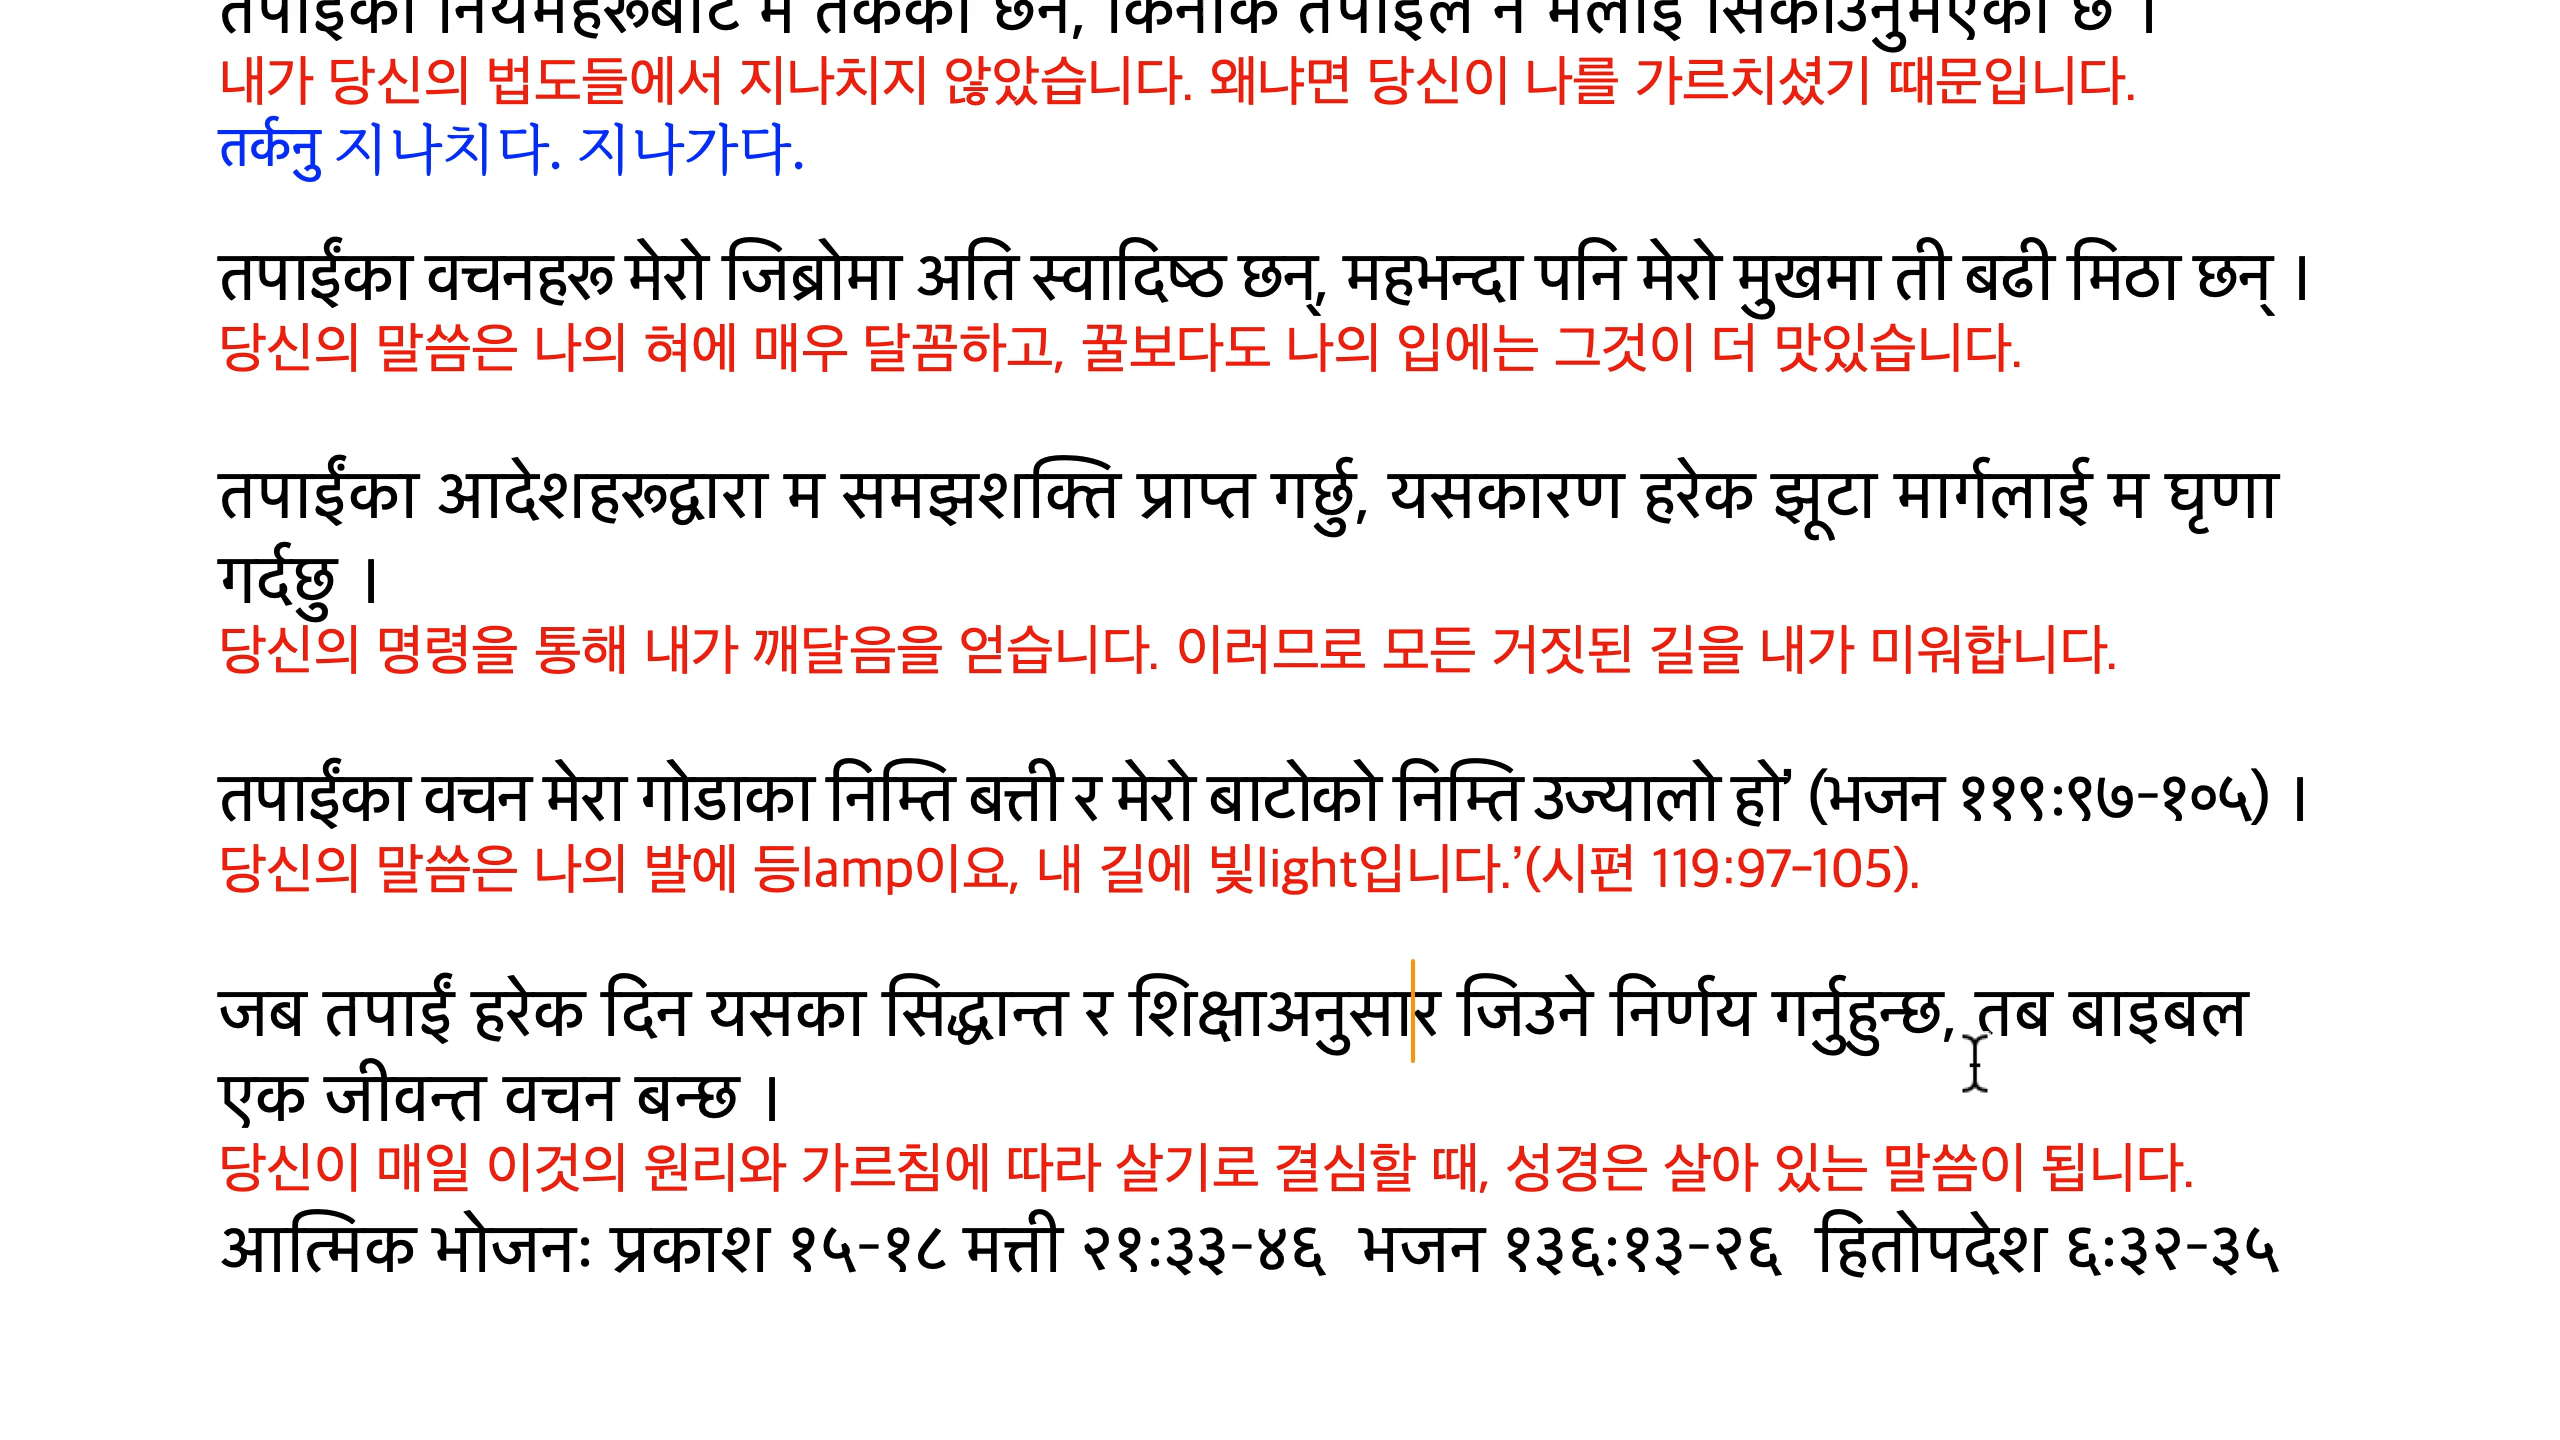 तपाईंका नियमहरूबाट म तर्केको छैनँ, किनकि तपाईंले नै मलाई सिकाउनुभएको छ ।
내가 당신의 법도들에서 지나치지 않았습니다. 왜냐면 당신이 나를 가르치셨기 때문입니다.
तर्कनु 지나치다. 지나가다.
तपाईंका वचनहरू मेरो जिब्रोमा अति स्वादिष्ठ छन्, महभन्दा पनि मेरो मुखमा ती बढी मिठा छन् ।
당신의 말씀은 나의 혀에 매우 달꼼하고, 꿀보다도 나의 입에는 그것이 더 맛있습니다.
तपाईंका आदेशहरूद्वारा म समझशक्ति प्राप्त गर्छु, यसकारण हरेक झूटा मार्गलाई म घृणा
गर्दछु ।
당신의 명령을 통해 내가 깨달음을 얻습니다. 이러므로 모든 거짓된 길을 내가 미워합니다.
तपाईंका वचन मेरा गोडाका निम्ति बत्ती र मेरो बाटोको निम्ति उज्यालो हो’ (भजन ११९:९७-१०५) ।
당신의 말씀은 나의 발에 등lamp이요, 내 길에 빛light입니다.’(시편 119:97-105).
जब तपाईं हरेक दिन यसका सिद्धान्त र शिक्षाअनुसार जिउने निर्णय गर्नुहुन्छ, तब बाइबल
एक जीवन्त वचन बन्छ ।
당신이 매일 이것의 원리와 가르침에 따라 살기로 결심할 때, 성경은 살아 있는 말씀이 됩니다.
आत्मिक भोजनः प्रकाश १५-१८ मत्ती २१:३३-४६ भजन १३६:१३-२६ हितोपदेश ६:३२-३५